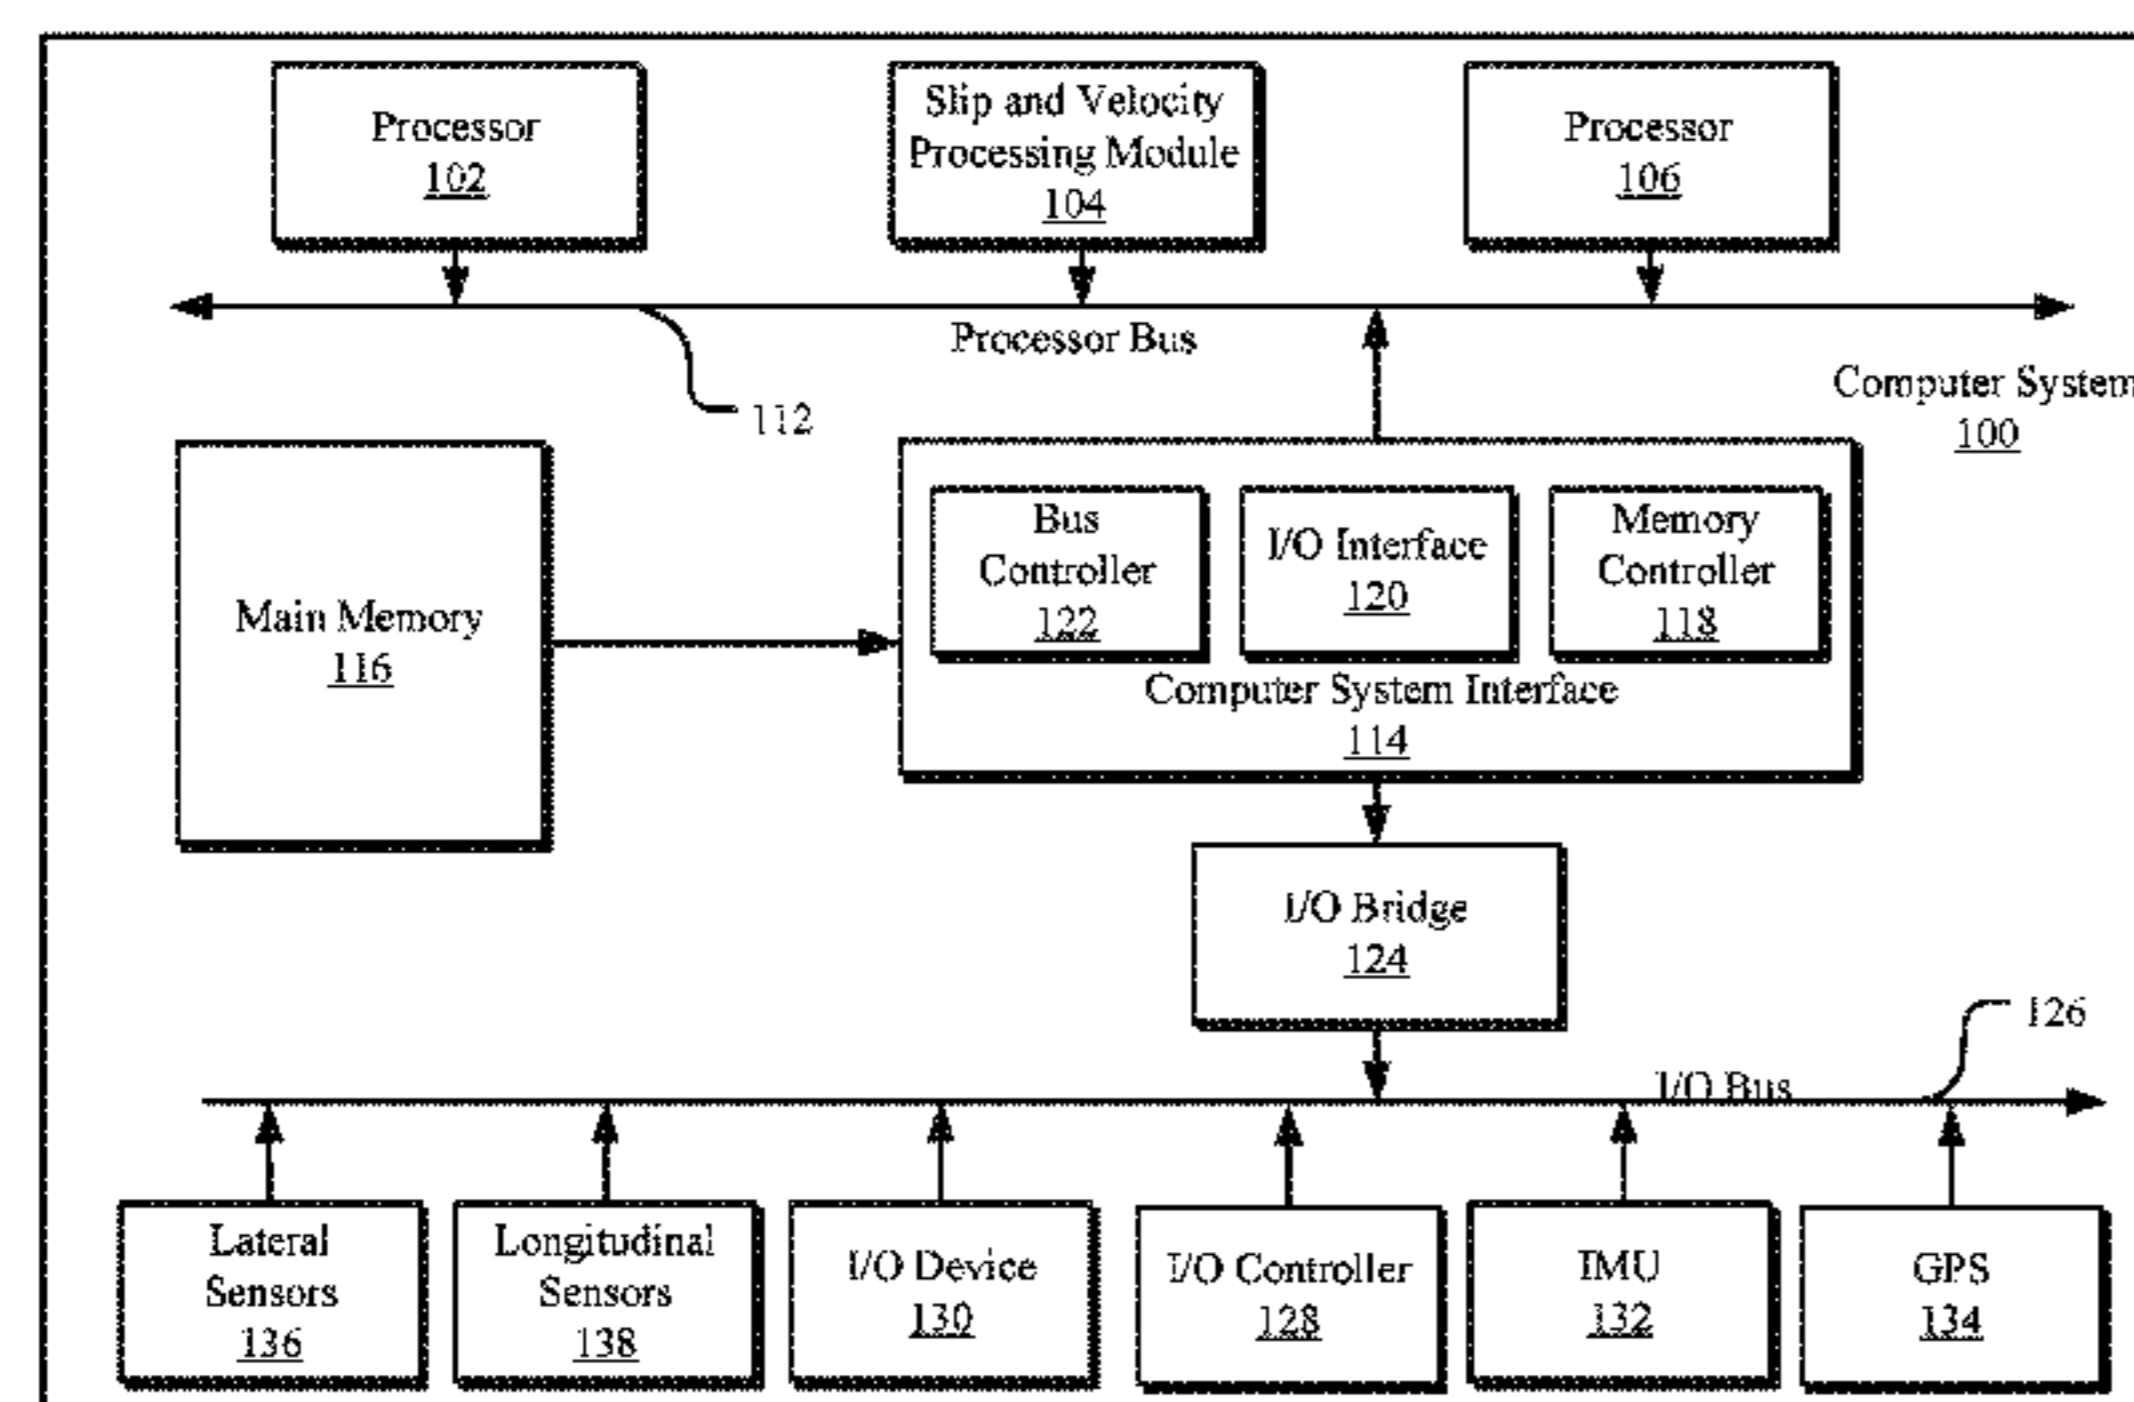 Processor
102
Slip and Velocity
Processing Module
104
Processor
106
Processor Bus
112
Computer System
100
Main Memory
116
Bus
Controller
122
I/O Interface
120
Memory
Controller
118
Computer System Interface
114
I/O Bridge
124
126
I/O Bus
Lateral
Sensors
136
Longitudinal
Sensors
138
I/O Device
130
I/O Controller
128
IMU
132
GPS
134